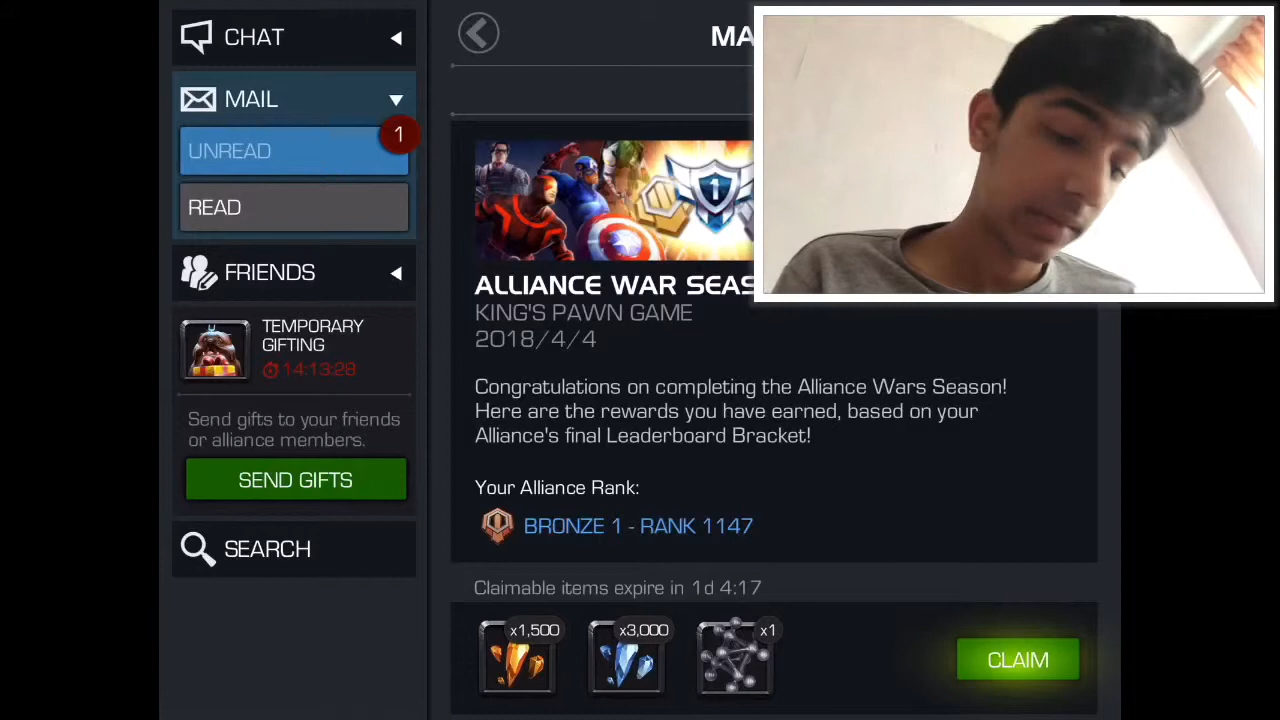 CHAT
MAIL
1
UNREAD
READ
FRIENDS
TEMPORARY
GIFTING
14:13:28
Send gifts to your friends
or alliance members.
SEND GIFTS
SEARCH
MA
1
ALLIANCE WAR SEAS
KING'S PAWN GAME
2018/4/4
Congratulations on completing the Alliance Wars Season!
Here are the rewards you have earned, based on your
Alliance's final Leaderboard Bracket!
Your Alliance Rank:
BRONZE 1 - RANK 1147
Claimable items expire in 1d 4:17
x1,500
x3,000
x1
CLAIM